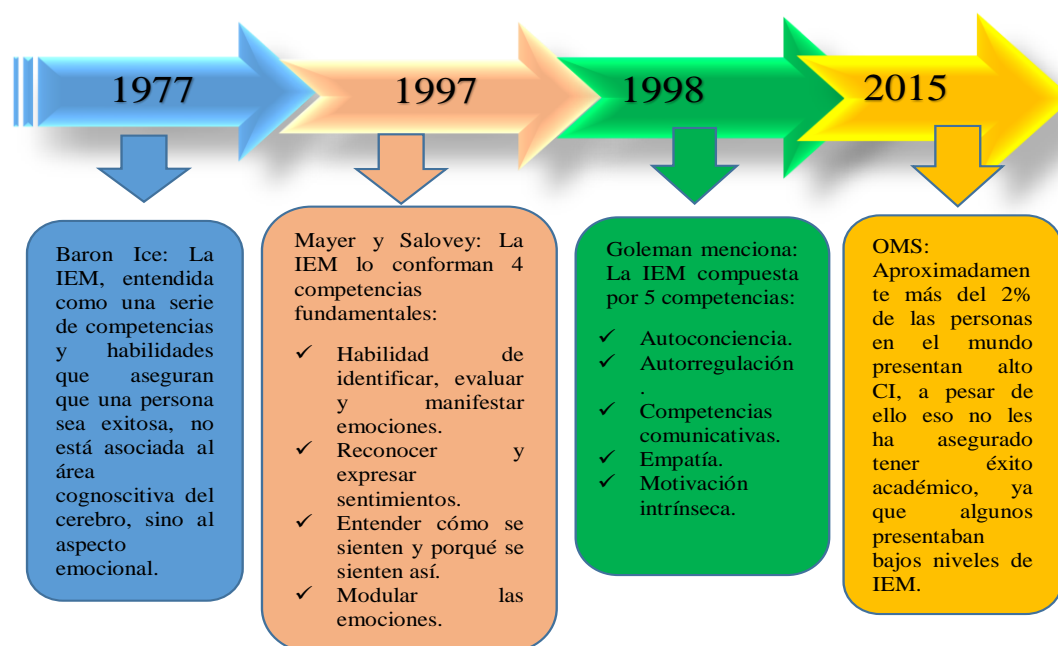 1977
1997
1998
2015
Baron Ice: La
IEM, entendida
como una serie
de competencias
y habilidades
que aseguran
que una persona
sea exitosa, no
está asociada al
área
cognoscitiva del
cerebro, sino al
aspecto
emocional.
Mayer y Salovey: La
IEM lo conforman 4
competencias
fundamentales:
✓ Habilidad de
identificar, evaluar
y manifestar
emociones.
✓ Reconocer y
expresar
sentimientos.
✓ Entender cómo se
sienten y porqué se
sienten así.
✓ Modular las
emociones.
Goleman menciona:
La IEM compuesta
por 5 competencias:
✓ Autoconciencia.
✓ Autorregulación
.
✓ Competencias
comunicativas.
✓ Empatía.
✓ Motivación
intrínseca.
OMS:
Aproximadamen
te más del 2%
de las personas
en el mundo
presentan alto
CI, a pesar de
ello eso no les
ha asegurado
tener éxito
académico, ya
que algunos
presentaban
bajos niveles de
IEM.